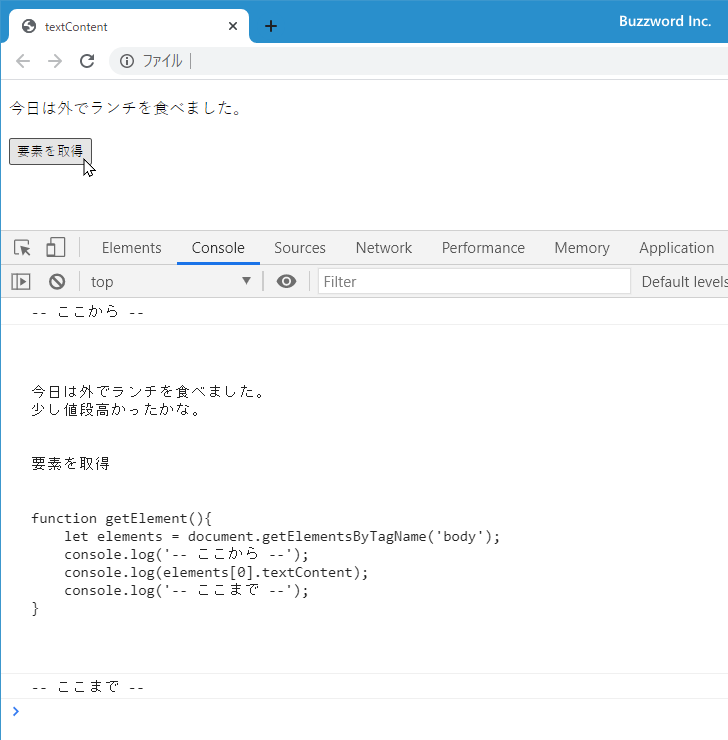 textContent
Buzzword Inc.
ファイル
今日は外でランチを食べました。
要素を取得
Elements Console Sources Network Performance Memory Application
top Filter Default levels
-- ここから --
今日は外でランチを食べました。
少し値段高かったかな。
要素を取得
function getElement(){
    let elements = document.getElementsByTagName('body');
    console.log('-- ここから --');
    console.log(elements[0].textContent);
    console.log('-- ここまで --');
}
-- ここまで --